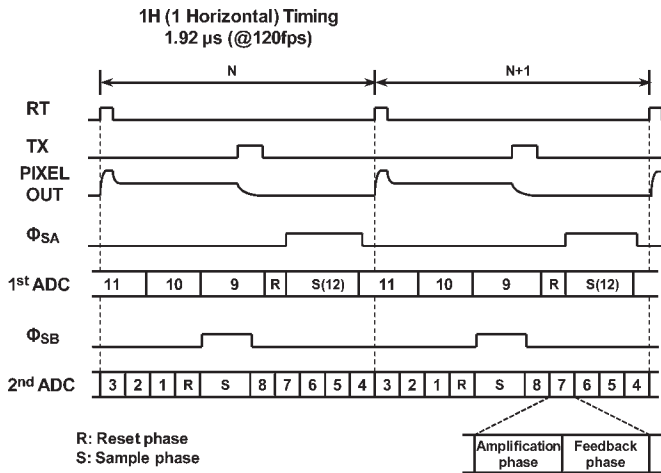 1H (1 Horizontal) Timing
1.92 µs (@120fps)
N
N+1
RT
TX
PIXEL
OUT
ΦSA
1st ADC
11 10 9 R S(12) 11 10 9 R S(12)
ΦSB
2nd ADC
3 2 1 R S 8 7 6 5 4 3 2 1 R S 8 7 6 5 4
R: Reset phase
S: Sample phase
Amplification
phase
Feedback
phase